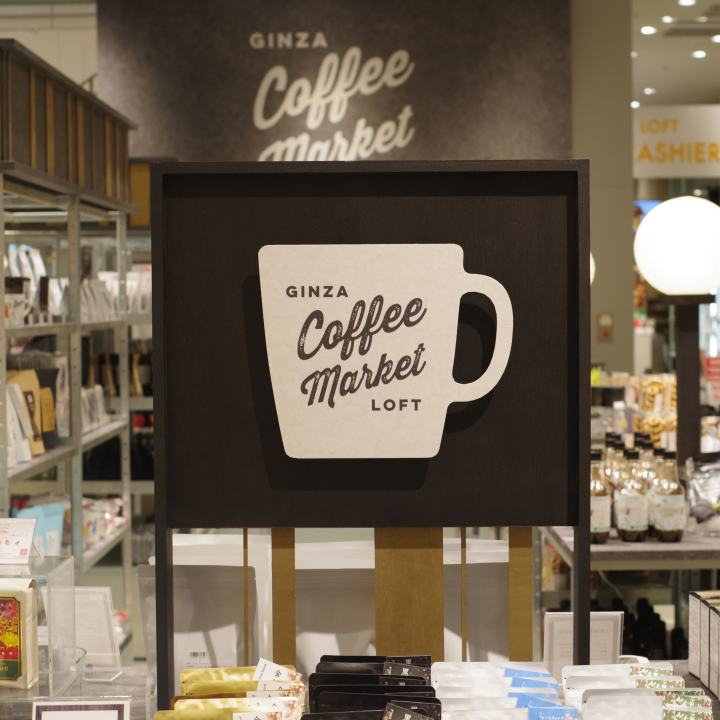 GINZA
Coffee
Market
LOFT
ASHIER
GINZA
Coffee
Market
LOFT